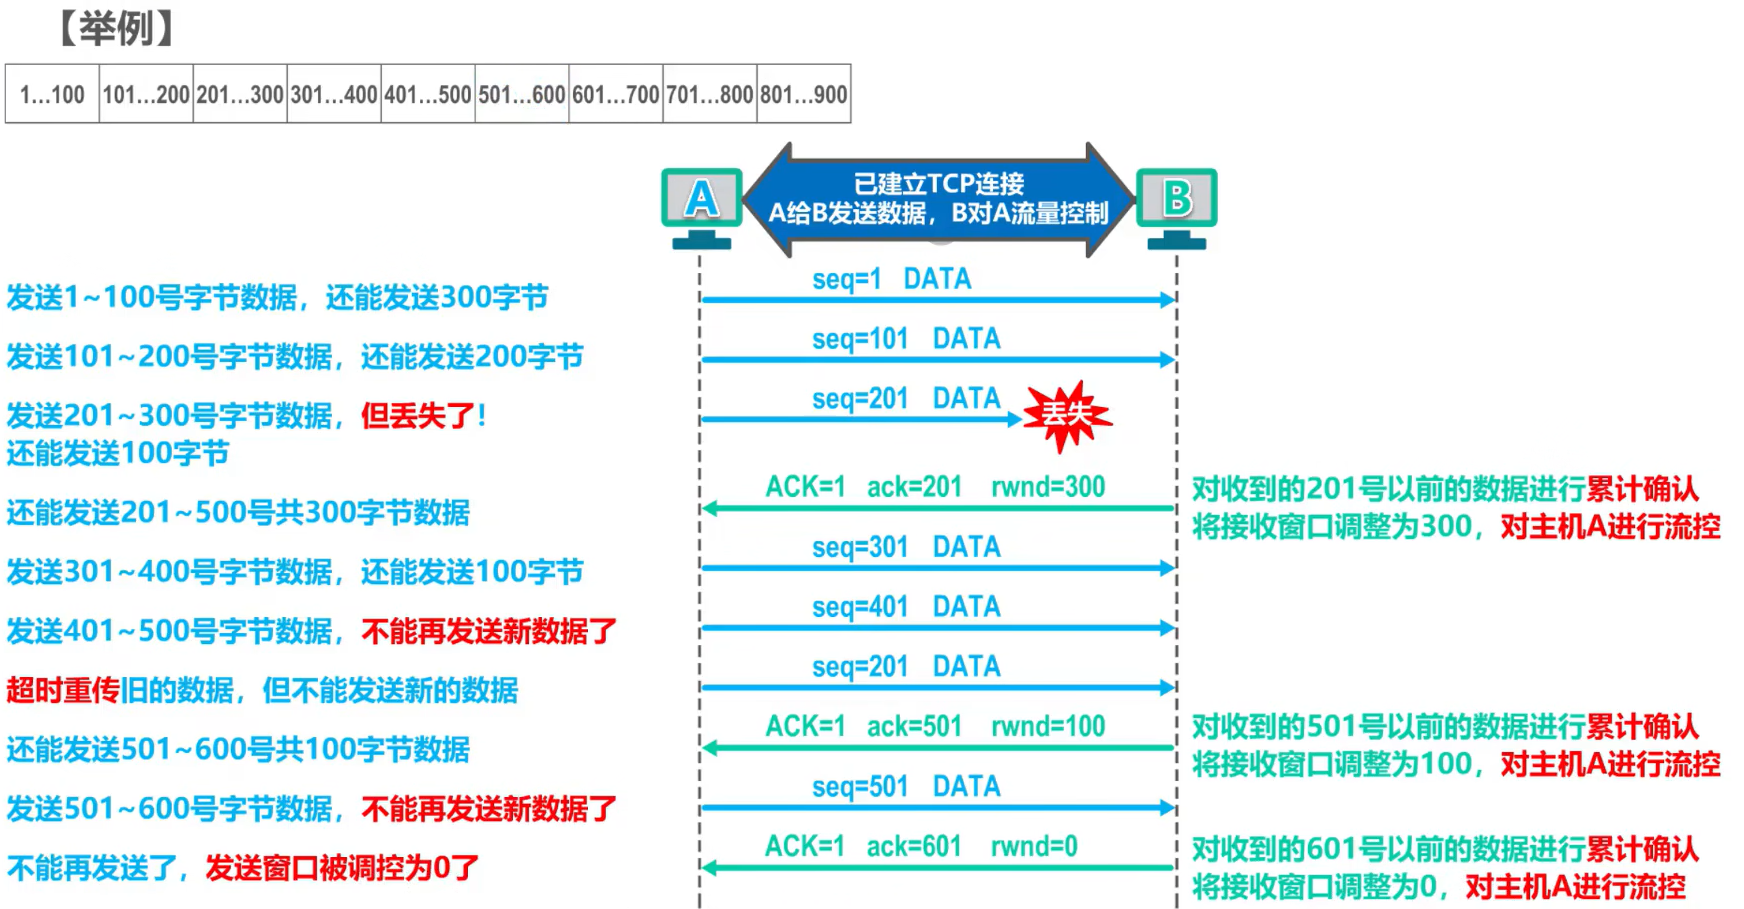 【举例】
1…100 101…200 201…300 301…400 401…500 501…600 601…700 701…800 801…900
A
已建立TCP连接
A给B发送数据，B对A流量控制
B
发送1~100号字节数据，还能发送300字节
seq=1 DATA
发送101~200号字节数据，还能发送200字节
seq=101 DATA
发送201~300号字节数据，但丢失了！
还能发送100字节
seq=201 DATA
丢失
还能发送201~500号共300字节数据
ACK=1 ack=201 rwnd=300
对收到的201号以前的数据进行累计确认
将接收窗口调整为300，对主机A进行流控
发送301~400号字节数据，还能发送100字节
seq=301 DATA
发送401~500号字节数据，不能再发送新数据了
seq=401 DATA
超时重传旧的数据，但不能发送新的数据
seq=201 DATA
还能发送501~600号共100字节数据
ACK=1 ack=501 rwnd=100
对收到的501号以前的数据进行累计确认
将接收窗口调整为100，对主机A进行流控
发送501~600号字节数据，不能再发送新数据了
seq=501 DATA
不能再发送了，发送窗口被调控为0了
ACK=1 ack=601 rwnd=0
对收到的601号以前的数据进行累计确认
将接收窗口调整为0，对主机A进行流控